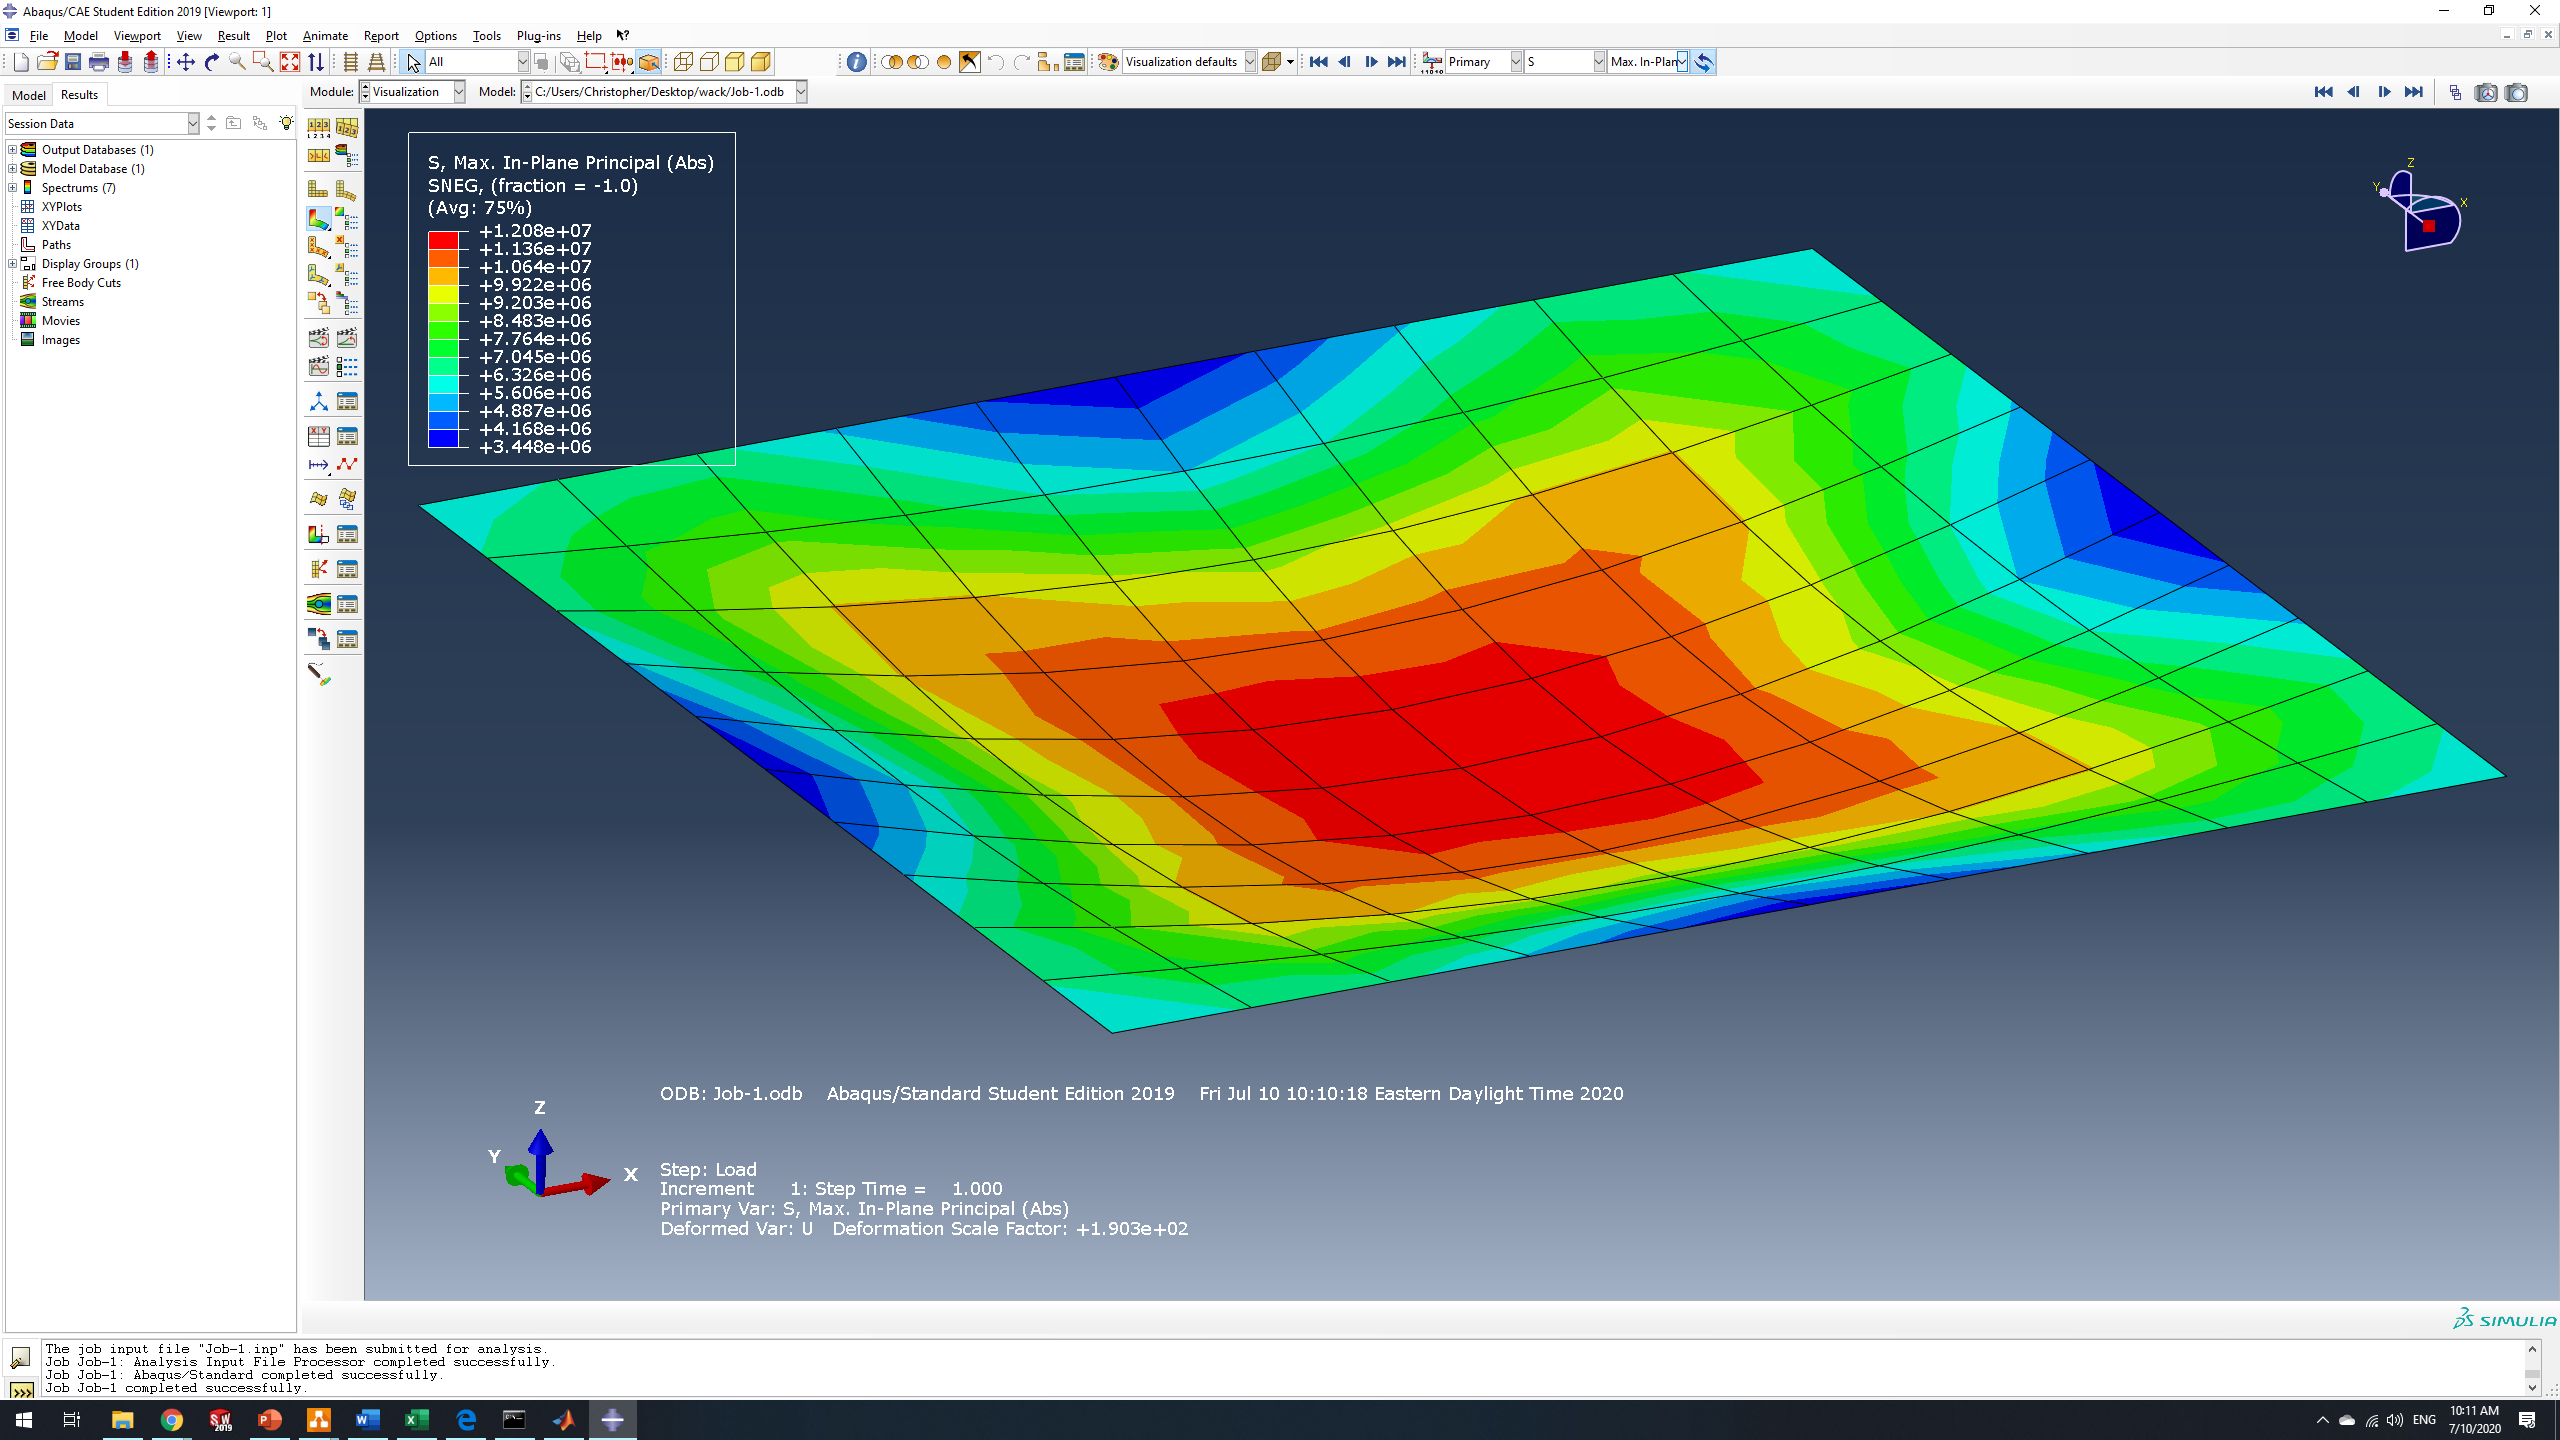 Abaqus/CAE Student Edition 2019 [Viewport: 1]
File Model Viewport View Result Plot Animate Report Options Tools Plug-ins Help
All
Visualization defaults
Primary
S
Max. In-Plan
Model Results
Module: Visualization Model: C:/Users/Christopher/Desktop/wack/Job-1.odb
Session Data
Output Databases (1)
Model Database (1)
Spectrums (7)
XYPlots
XYData
Paths
Display Groups (1)
Free Body Cuts
Streams
Movies
Images
S, Max. In-Plane Principal (Abs)
SNEG, (fraction = -1.0)
(Avg: 75%)
+1.208e+07
+1.136e+07
+1.064e+07
+9.922e+06
+9.203e+06
+8.483e+06
+7.764e+06
+7.045e+06
+6.326e+06
+5.606e+06
+4.887e+06
+4.168e+06
+3.448e+06
Z
Y
X
ODB: Job-1.odb Abaqus/Standard Student Edition 2019 Fri Jul 10 10:10:18 Eastern Daylight Time 2020
Z
Y
X
Step: Load
Increment 1: Step Time = 1.000
Primary Var: S, Max. In-Plane Principal (Abs)
Deformed Var: U Deformation Scale Factor: +1.903e+02
SIMULIA
The job input file "Job-1.inp" has been submitted for analysis.
Job Job-1: Analysis Input File Processor completed successfully.
Job Job-1: Abaqus/Standard completed successfully.
Job Job-1 completed successfully.
>>>
SW
2019
ENG
10:11 AM
7/10/2020